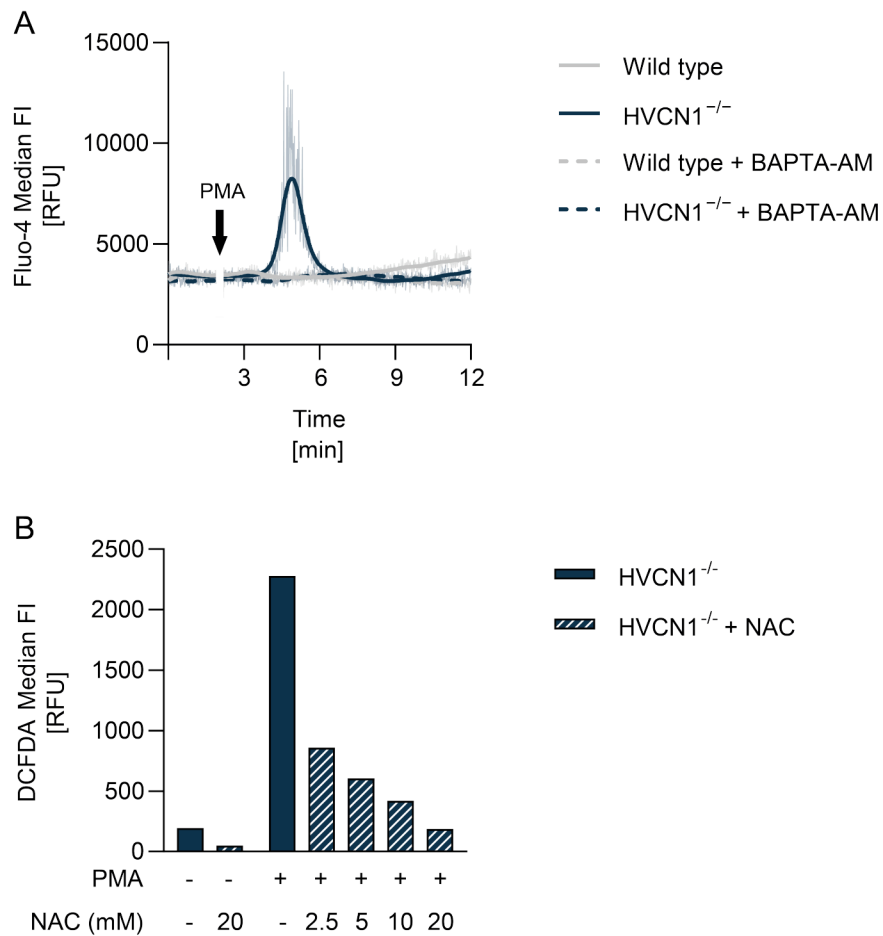 A
15000
10000
5000
0
Fluo-4 Median FI
[RFU]
PMA
3 6 9 12
Time
[min]
Wild type
HVCN1−/−
Wild type + BAPTA-AM
HVCN1−/− + BAPTA-AM
B
2500
2000
1500
1000
500
0
DCFDA Median FI
[RFU]
PMA - - + + + + +
NAC (mM) - 20 - 2.5 5 10 20
HVCN1-/-
HVCN1-/- + NAC